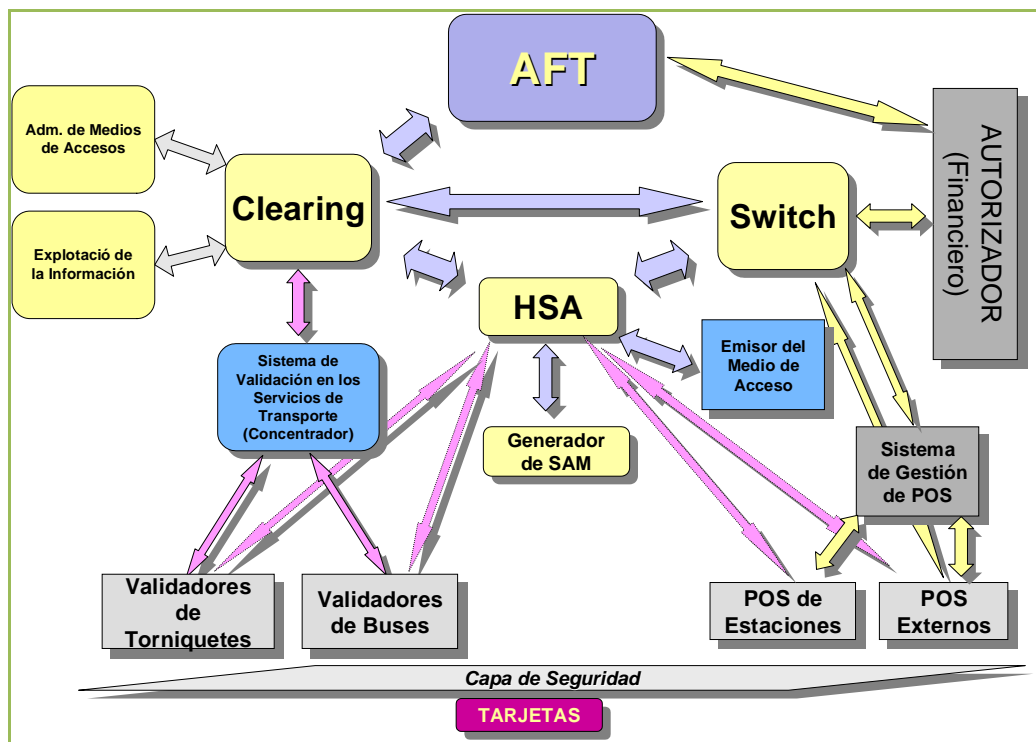 AFT
Adm. de Medios
de Accesos
AUTORIZADOR
(Financiero)
Clearing
Switch
Explotació de
la Información
HSA
Sistema de
Validación en los
Servicios de
Transporte
(Concentrador)
Emisor del
Medio de
Acceso
Generador
de SAM
Sistema
de Gestión
de POS
Validadores
de
Torniquetes
Validadores
de Buses
POS de
Estaciones
POS
Externos
Capa de Seguridad
TARJETAS